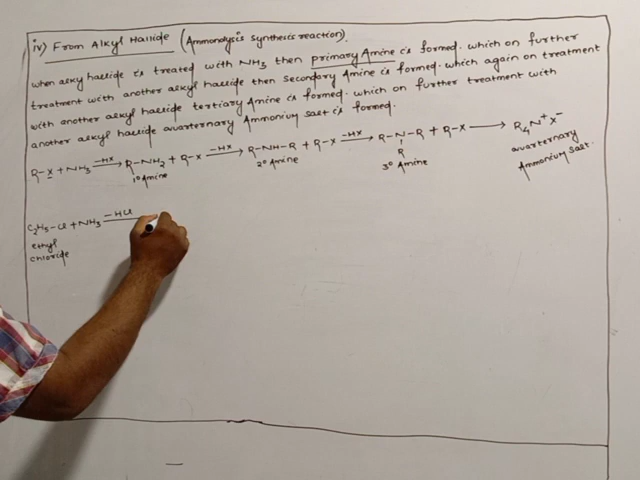 iv) From Alkyl Halide (Ammonolysis Synthesis reaction).
when alkyl halide is treated with NH₃ then primary Amine is formed. which on further
treatment with another alkyl halide then Secondary Amine is formed. which again on treatment
with another alkyl halide tertiary Amine is formed. which on further treatment with
another alkyl halide quarternary Ammonium salt is formed.
R-X + NH₃ —-HX→ R-NH₂ + R-X —-HX→ R-NH-R + R-X —-HX→ R-N-R + R-X ⟶ R₄N⁺X⁻
1° Amine 2° Amine R quarternary
3° Amine Ammonium Salt.
C₂H₅-Cl + NH₃ —-HCl
ethyl
chloride